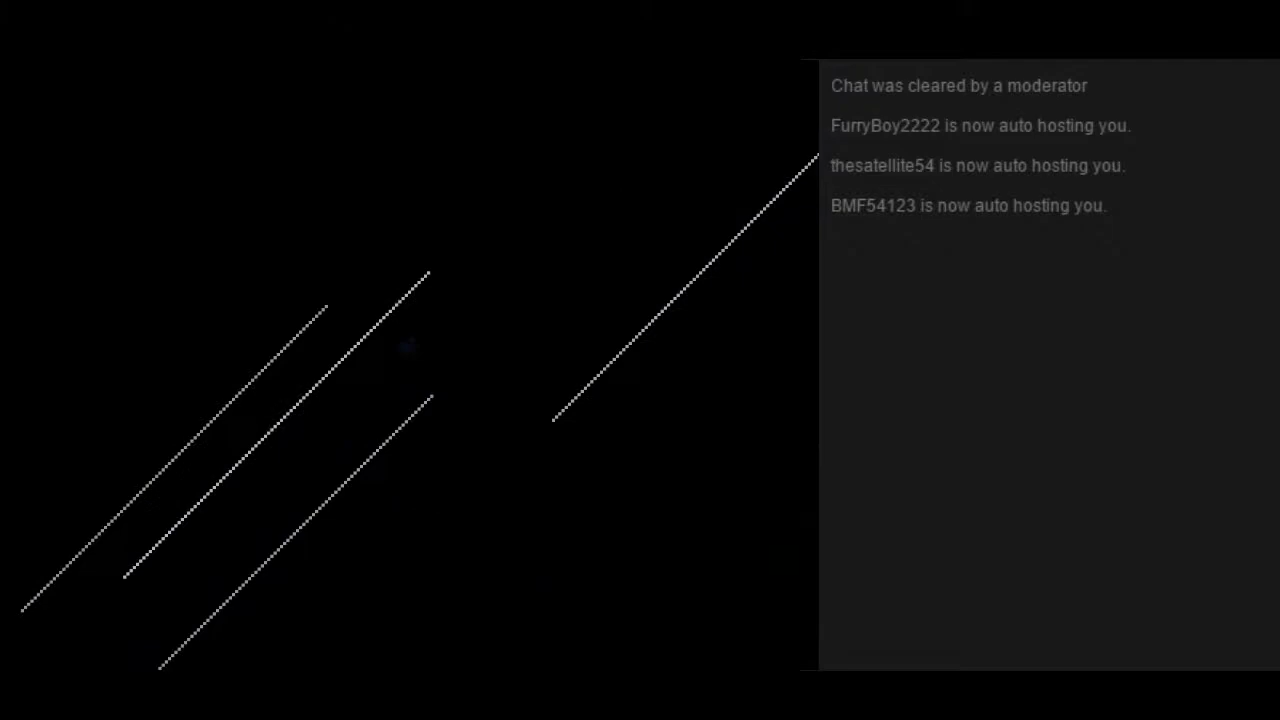 Chat was cleared by a moderator
FurryBoy2222 is now auto hosting you.
thesatellite54 is now auto hosting you.
BMF54123 is now auto hosting you.